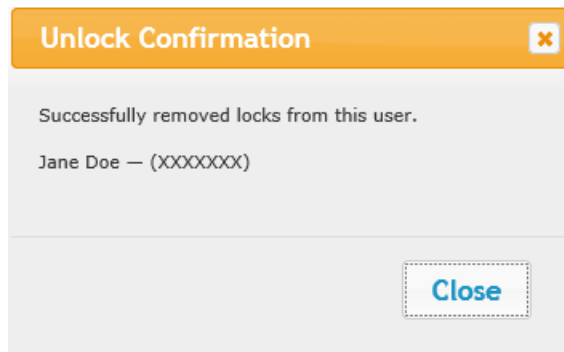 Unlock Confirmation
Successfully removed locks from this user.
Jane Doe — (XXXXXXX)
Close